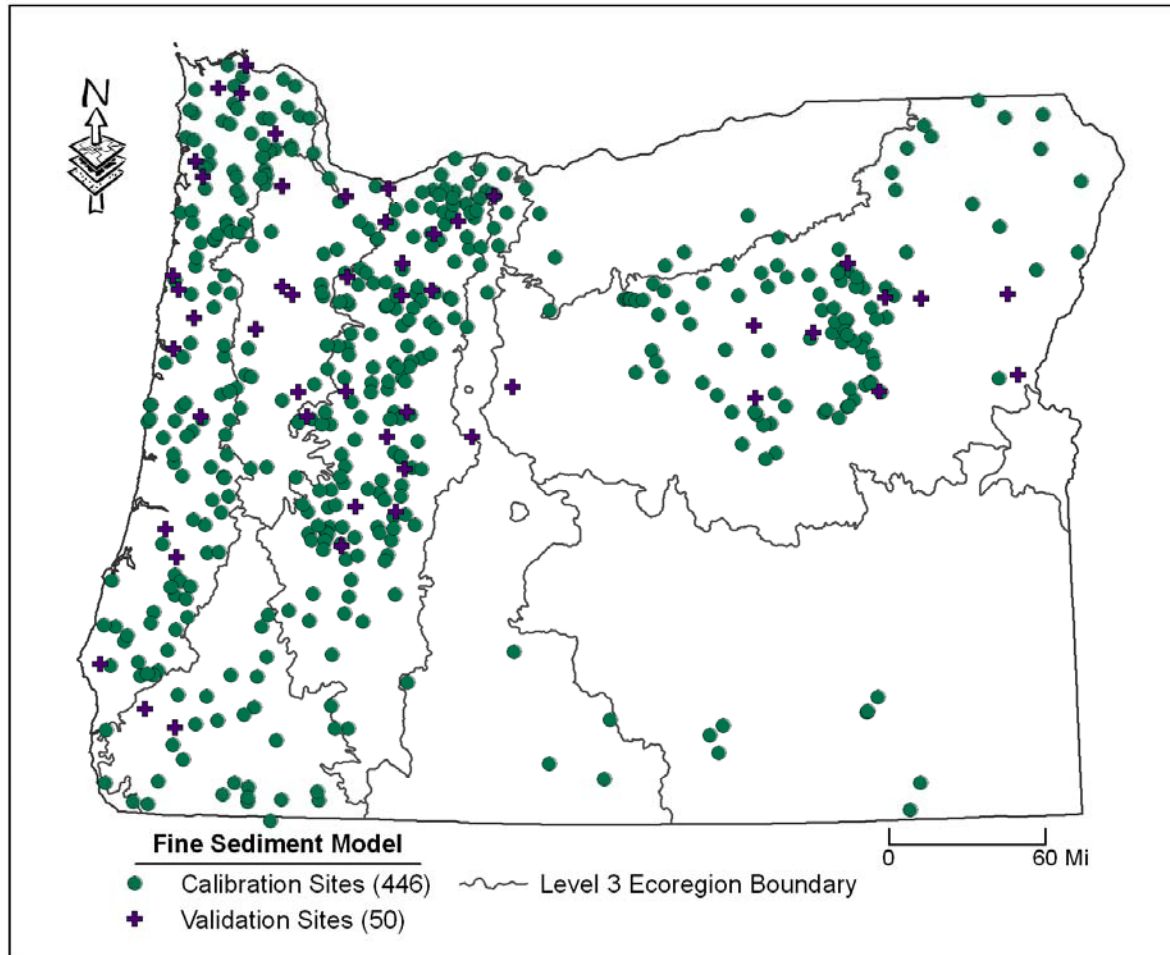 N
0 60 Mi
Fine Sediment Model
Calibration Sites (446) Level 3 Ecoregion Boundary
Validation Sites (50)